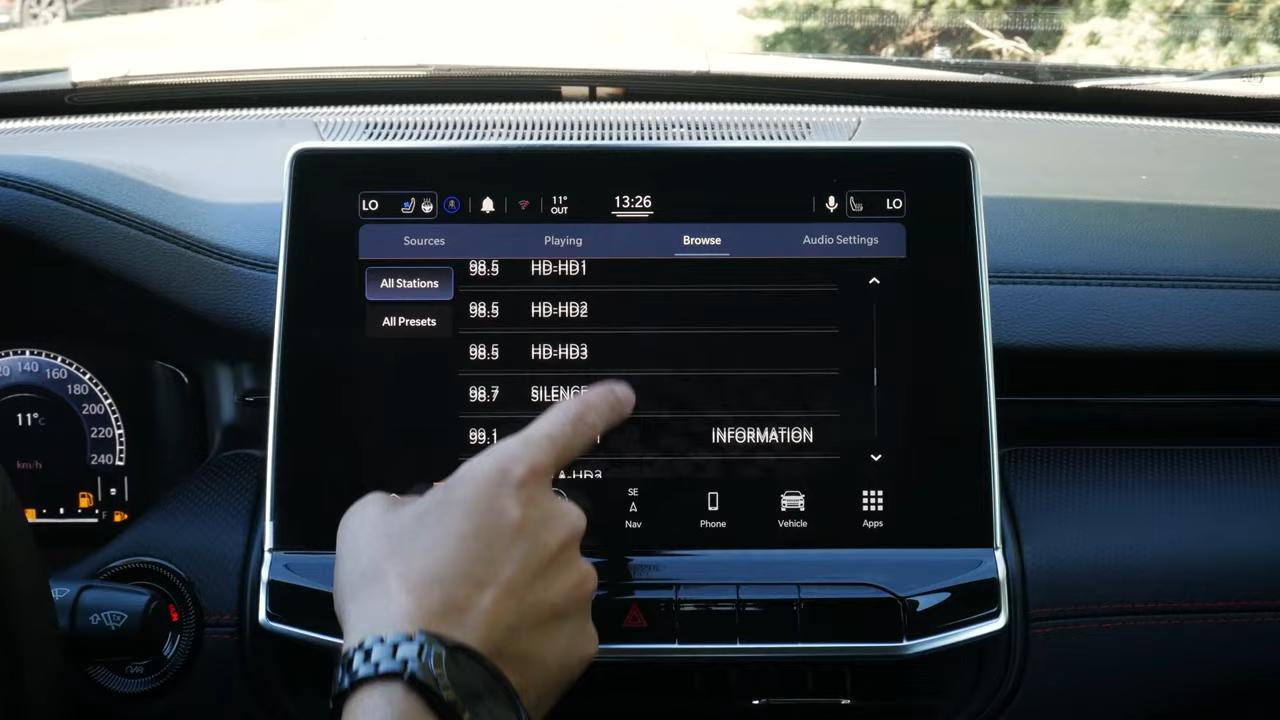 LO
11°
OUT
13:26
LO
Sources Playing Browse Audio Settings
All Stations
All Presets
98.5 HD-HD1
98.5 HD-HD2
98.5 HD-HD3
98.7 SILENCE
99.1 INFORMATION
SE
Nav
Phone
Vehicle
Apps
140
160
180
200
220
240
11°c
km/h
F